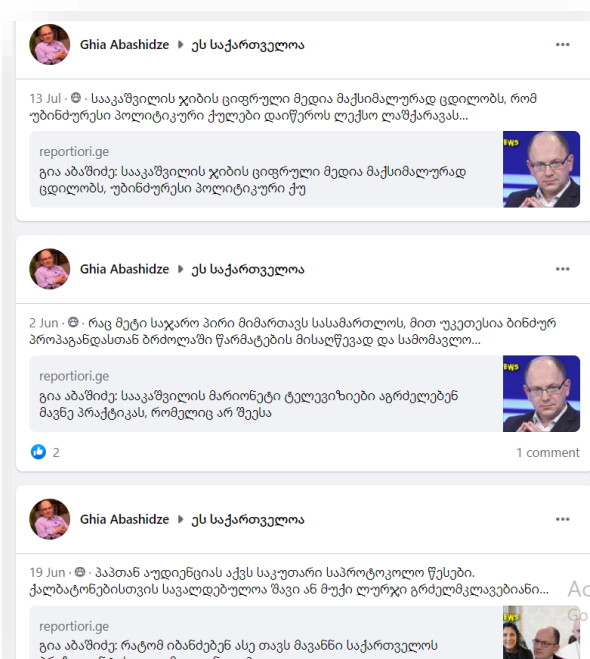 Ghia Abashidze ▸ ეს საქართველოა
13 Jul · სააკაშვილის ჯიბის ციფრული მედია მაქსიმალურად ცდილობს, რომ
უბინძურესი პოლიტიკური ქულები დაიწეროს ლექსო ლაშქარავას...
reportiori.ge
გია აბაშიძე: სააკაშვილის ჯიბის ციფრული მედია მაქსიმალურად
ცდილობს, უბინძურესი პოლიტიკური ქუ
EWS
Ghia Abashidze ▸ ეს საქართველოა
2 Jun · რაც მეტი საჯარო პირი მიმართავს სასამართლოს, მით უკეთესია ბინძურ
პროპაგანდასთან ბრძოლაში წარმატების მისაღწევად და სამომავლო...
reportiori.ge
გია აბაშიძე: სააკაშვილის მარიონეტი ტელევიზიები აგრძელებენ
მავნე პრაქტიკას, რომელიც არ შეესა
EWS
2
1 comment
Ghia Abashidze ▸ ეს საქართველოა
19 Jun · პაპთან აუდიენციას აქვს საკუთარი საპროტოკოლო წესები.
ქალბატონებისთვის სავალდებულოა შავი ან მუქი ლურჯი გრძელმკლავებიანი...
reportiori.ge
გია აბაშიძე: რატომ იბანძებენ ასე თავს მავანნი საქართველოს